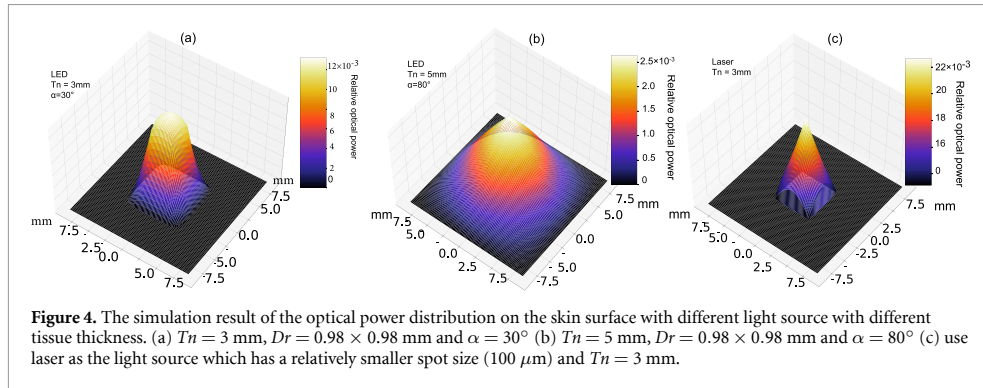 (a)
LED
Tn = 3mm
α=30°
12×10⁻³
10
8
6
4
2
0
Relative optical power
mm
mm
7.5
5.0
2.5
0.0
5.0
7.5
7.5
5.0
0.0
-
5.0
-7.5
(b)
LED
Tn = 5mm
α=80°
2.5×10⁻³
2.0
1.5
1.0
0.5
0
Relative optical power
mm
mm
7.5
5.0
0.0
2.5
7.5
7.5
5.0
0.0
-
5.0
-7.5
(c)
Laser
Tn = 3mm
22×10⁻³
20
18
16
Relative optical power
mm
mm
7.5
5.0
0.0
2.5
7.5
7.5
2.5
-2.5
-7.5
Figure 4. The simulation result of the optical power distribution on the skin surface with different light source with different
tissue thickness. (a) Tn = 3 mm, Dr = 0.98 × 0.98 mm and α = 30° (b) Tn = 5 mm, Dr = 0.98 × 0.98 mm and α = 80° (c) use
laser as the light source which has a relatively smaller spot size (100 μm) and Tn = 3 mm.